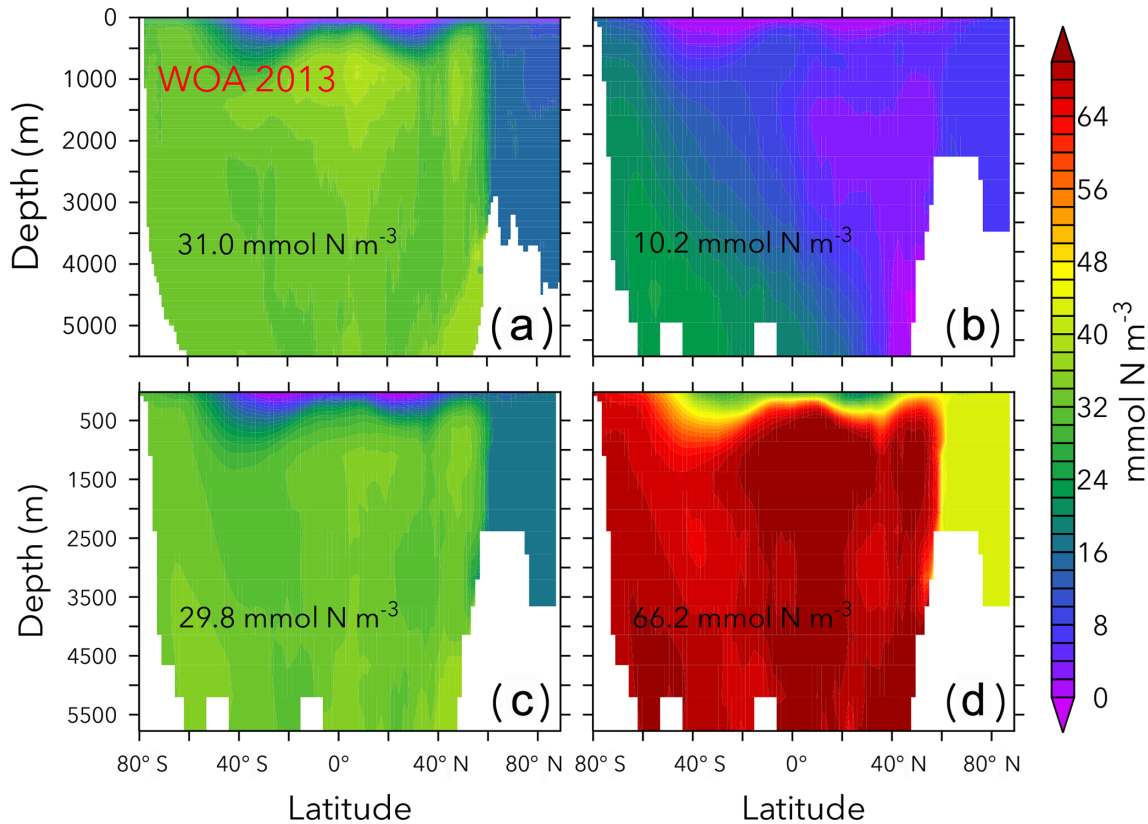 0
1000
2000
3000
4000
5000
Depth (m)
WOA 2013
31.0 mmol N m-3
(a)
10.2 mmol N m-3
(b)
500
1500
2500
3500
4500
5500
Depth (m)
29.8 mmol N m-3
(c)
66.2 mmol N m-3
(d)
80° S 40° S 0° 40° N 80° N
80° S 40° S 0° 40° N 80° N
Latitude
Latitude
64
56
48
40
32
24
16
8
0
mmol N m-3